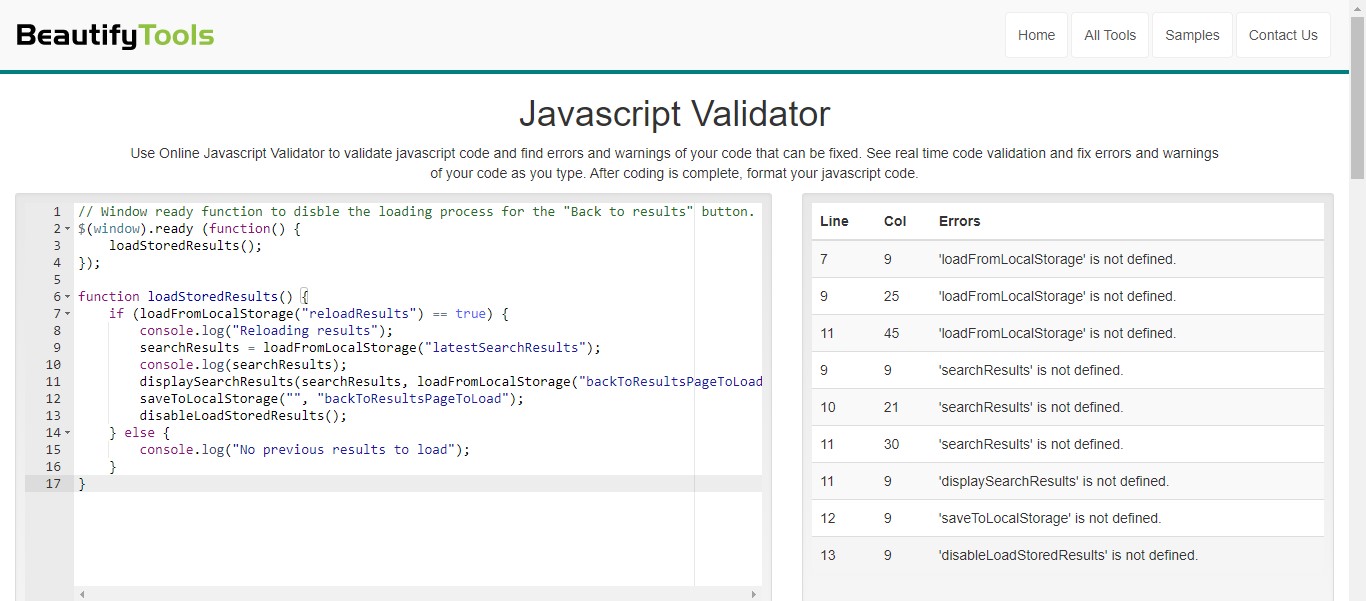 BeautifyTools
Home All Tools Samples Contact Us
Javascript Validator
Use Online Javascript Validator to validate javascript code and find errors and warnings of your code that can be fixed. See real time code validation and fix errors and warnings
of your code as you type. After coding is complete, format your javascript code.
1 // Window ready function to disble the loading process for the "Back to results" button.
2 $(window).ready (function() {
3 loadStoredResults();
4 });
5
6 function loadStoredResults() {
7 if (loadFromLocalStorage("reloadResults") == true) {
8 console.log("Reloading results");
9 searchResults = loadFromLocalStorage("latestSearchResults");
10 console.log(searchResults);
11 displaySearchResults(searchResults, loadFromLocalStorage("backToResultsPageToLoad
12 saveToLocalStorage("", "backToResultsPageToLoad");
13 disableLoadStoredResults();
14 } else {
15 console.log("No previous results to load");
16 }
17 }
Line Col Errors
7 9 'loadFromLocalStorage' is not defined.
9 25 'loadFromLocalStorage' is not defined.
11 45 'loadFromLocalStorage' is not defined.
9 9 'searchResults' is not defined.
10 21 'searchResults' is not defined.
11 30 'searchResults' is not defined.
11 9 'displaySearchResults' is not defined.
12 9 'saveToLocalStorage' is not defined.
13 9 'disableLoadStoredResults' is not defined.